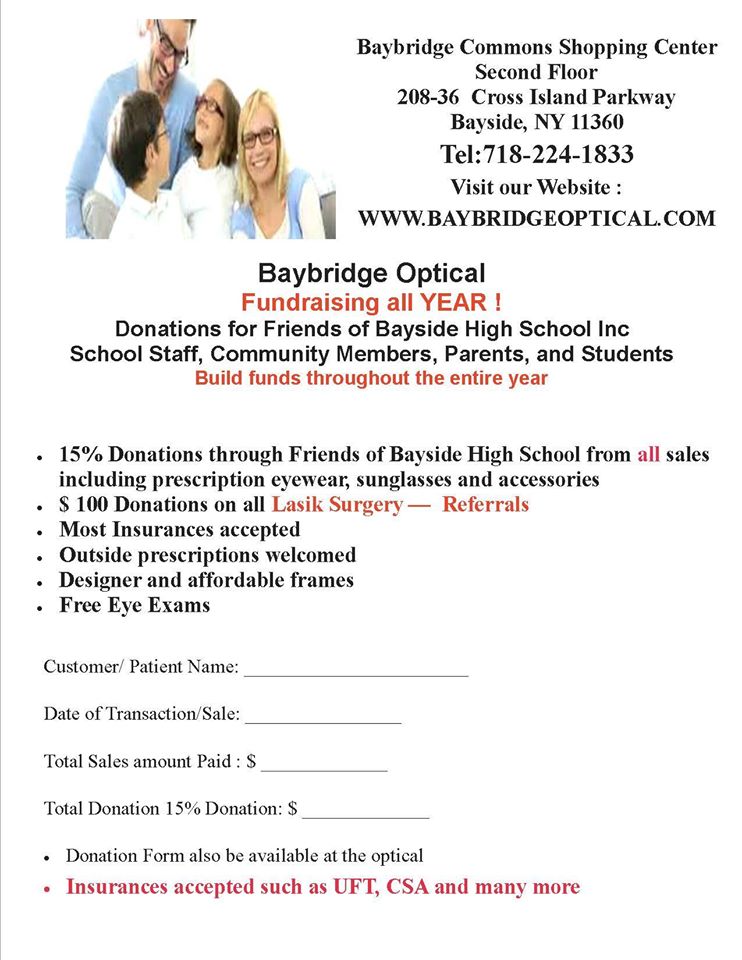 Baybridge Commons Shopping Center
Second Floor
208-36 Cross Island Parkway
Bayside, NY 11360
Tel:718-224-1833
Visit our Website :
WWW.BAYBRIDGEOPTICAL.COM
Baybridge Optical
Fundraising all YEAR !
Donations for Friends of Bayside High School Inc
School Staff, Community Members, Parents, and Students
Build funds throughout the entire year
• 15% Donations through Friends of Bayside High School from all sales
including prescription eyewear, sunglasses and accessories
• $ 100 Donations on all Lasik Surgery — Referrals
• Most Insurances accepted
• Outside prescriptions welcomed
• Designer and affordable frames
• Free Eye Exams
Customer/ Patient Name: ________________________
Date of Transaction/Sale: _________________
Total Sales amount Paid : $ ______________
Total Donation 15% Donation: $ ______________
• Donation Form also be available at the optical
• Insurances accepted such as UFT, CSA and many more